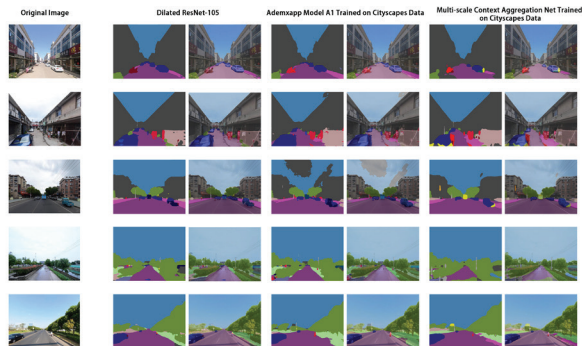 Original Image
Dilated ResNet-105
Ademxapp Model A1 Trained on Cityscapes Data
Multi-scale Context Aggregation Net Trained
on Cityscapes Data